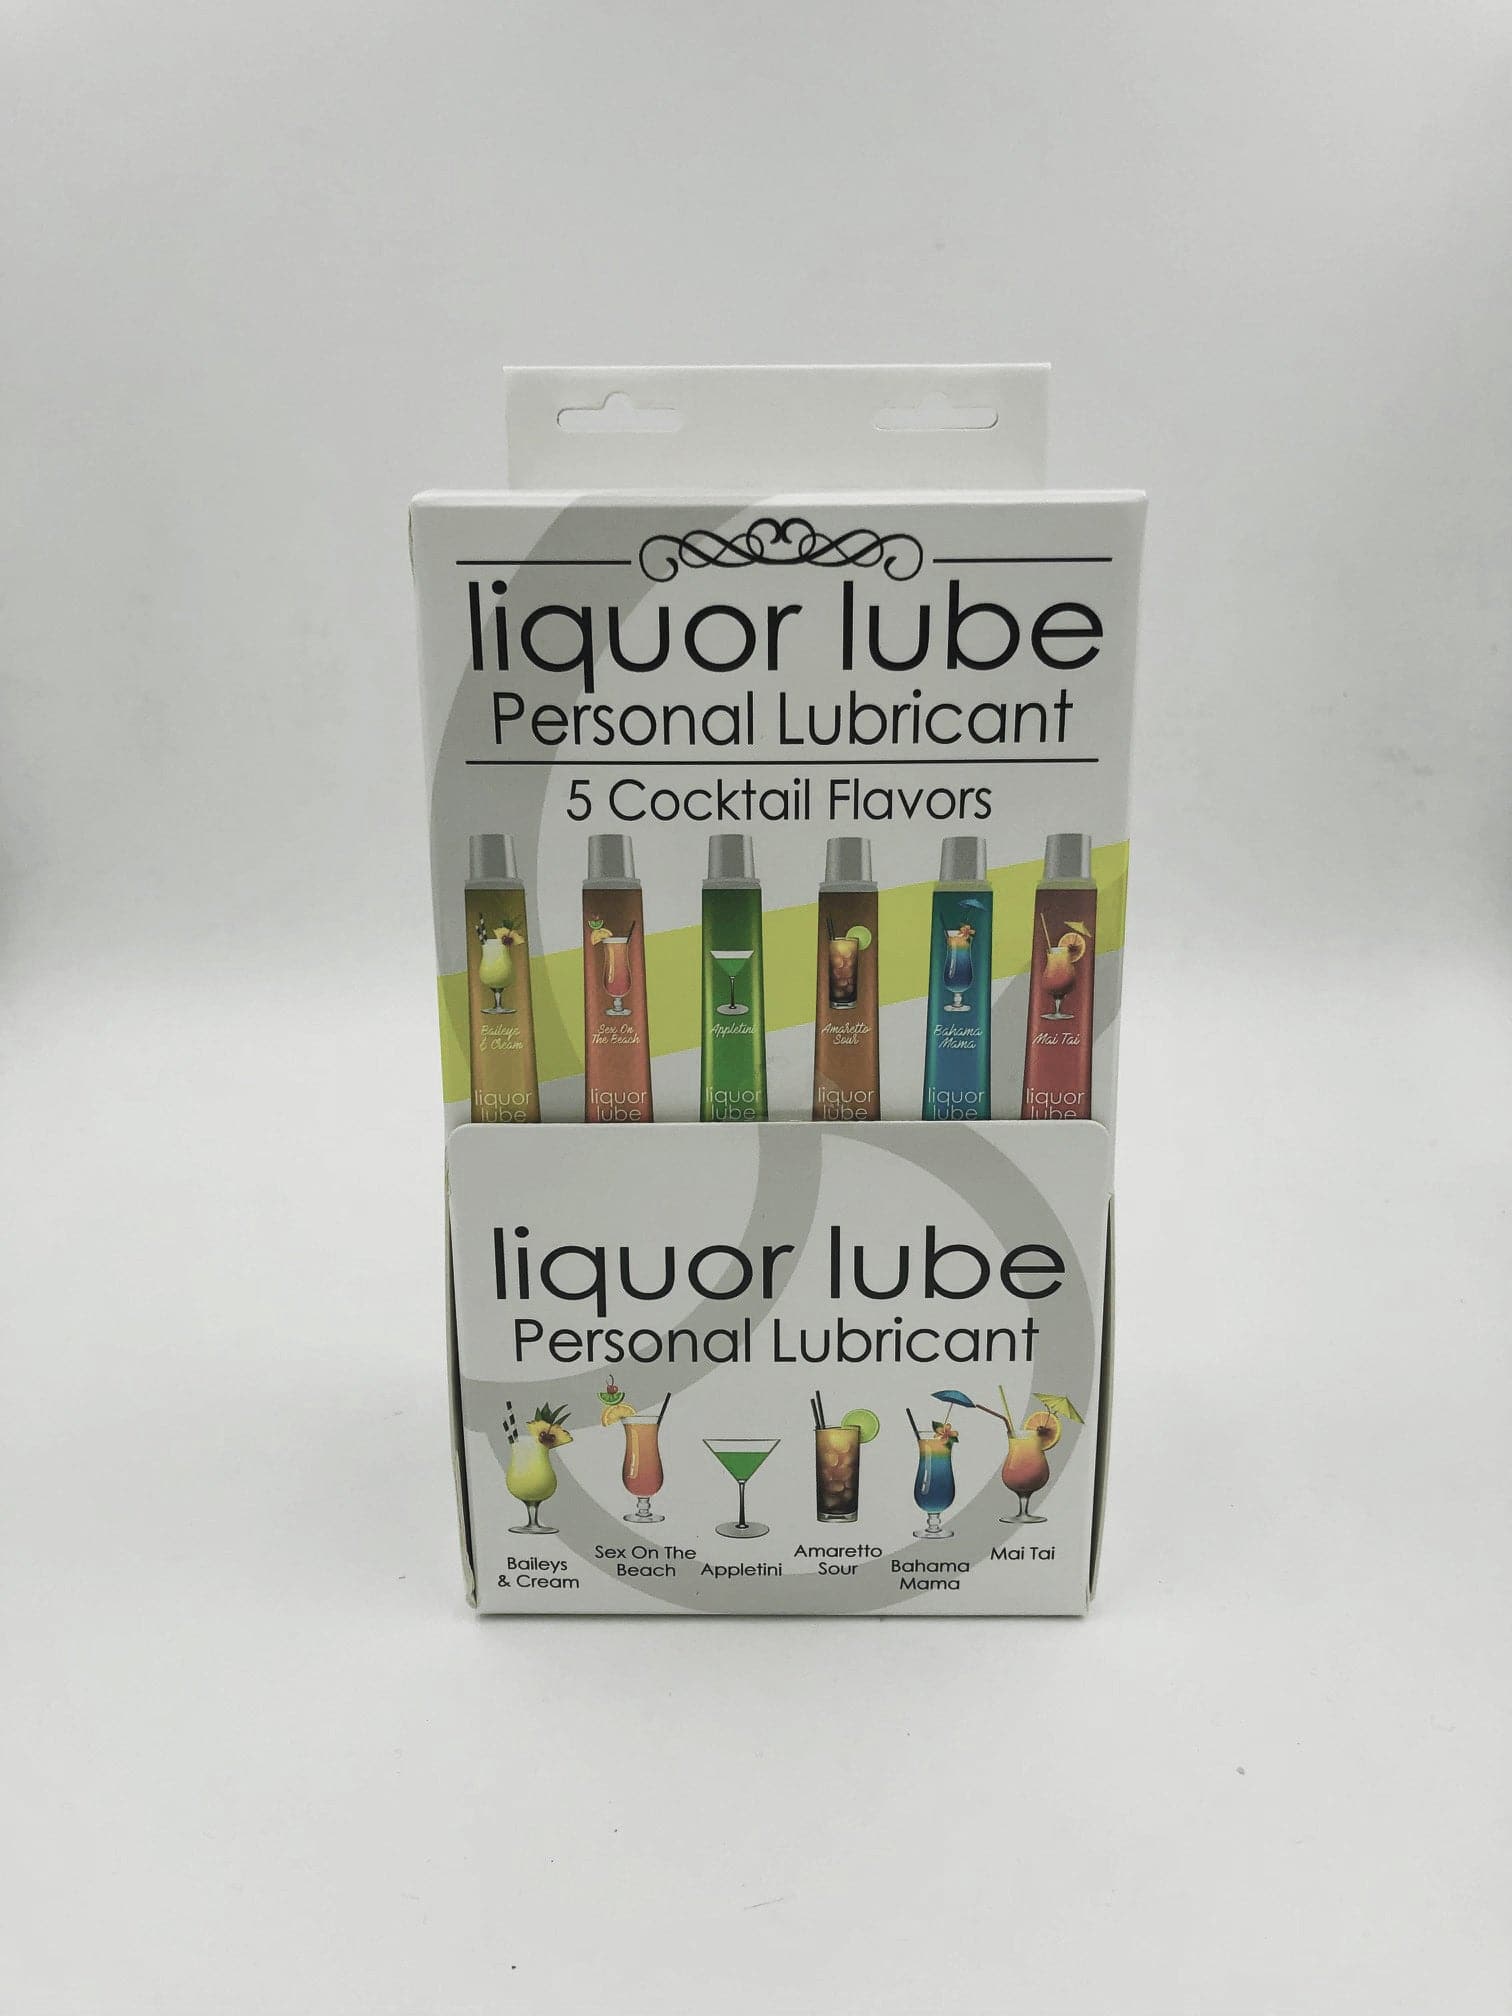 liquor lube
Personal Lubricant
5 Cocktail Flavors
Baileys
& Cream
liquor
lube
Sex On
The Beach
liquor
lube
Appletini
liquor
lube
Amaretto
Sour
liquor
lube
Bahama
Mama
liquor
lube
Mai Tai
liquor
lube
liquor lube
Personal Lubricant
Baileys
& Cream
Sex On The
Beach
Appletini
Amaretto
Sour
Bahama
Mama
Mai Tai